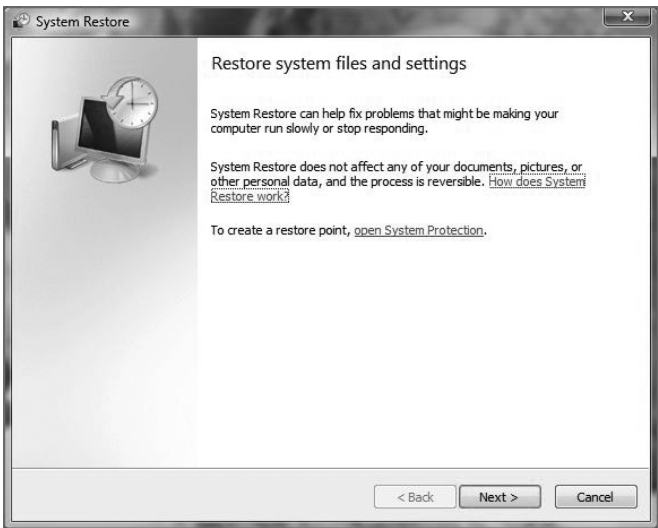 System Restore
Restore system files and settings
System Restore can help fix problems that might be making your
computer run slowly or stop responding.
System Restore does not affect any of your documents, pictures, or
other personal data, and the process is reversible. How does System
Restore work?
To create a restore point, open System Protection.
< Back Next > Cancel